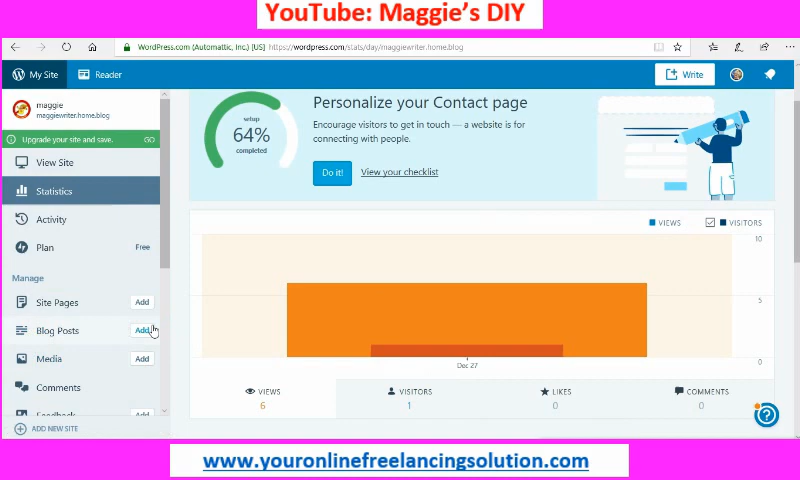 YouTube: Maggie's DIY
WordPress.com (Automattic, Inc.) [US] https://wordpress.com/stats/day/maggiewriter.home.blog
My Site Reader Write
maggie
maggiewriter.home.blog
Upgrade your site and save. GO
View Site
Statistics
Activity
Plan Free
Manage
Site Pages Add
Blog Posts Add
Media Add
Comments
Feedback Add
ADD NEW SITE
setup
64%
completed
Personalize your Contact page
Encourage visitors to get in touch — a website is for
connecting with people.
Do it! View your checklist
VIEWS VISITORS
10
5
0
Dec 27
VIEWS VISITORS LIKES COMMENTS
6 1 0 0
www.youronlinefreelancingsolution.com